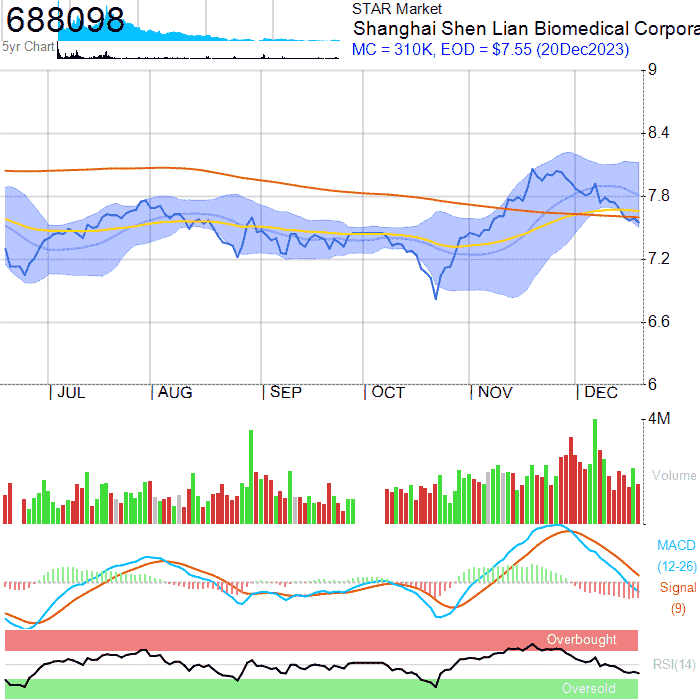 688098
5yr Chart
STAR Market
Shanghai Shen Lian Biomedical Corpora
MC = 310K, EOD = $7.55 (20Dec2023)
9
8.4
7.8
7.2
6.6
6
JUL AUG SEP OCT NOV DEC
4M
Volume
MACD
(12-26)
Signal
(9)
Overbought
RSI(14)
Oversold